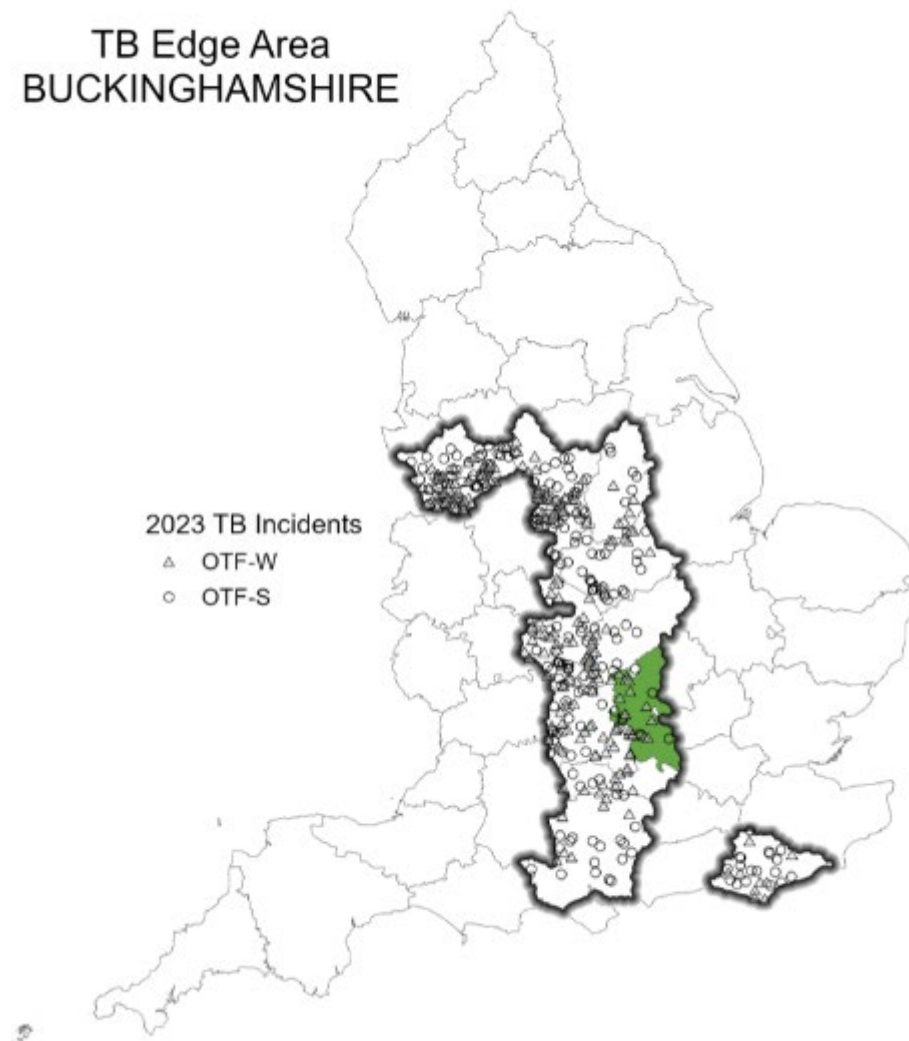 TB Edge Area
BUCKINGHAMSHIRE
2023 TB Incidents
OTF-W
OTF-S